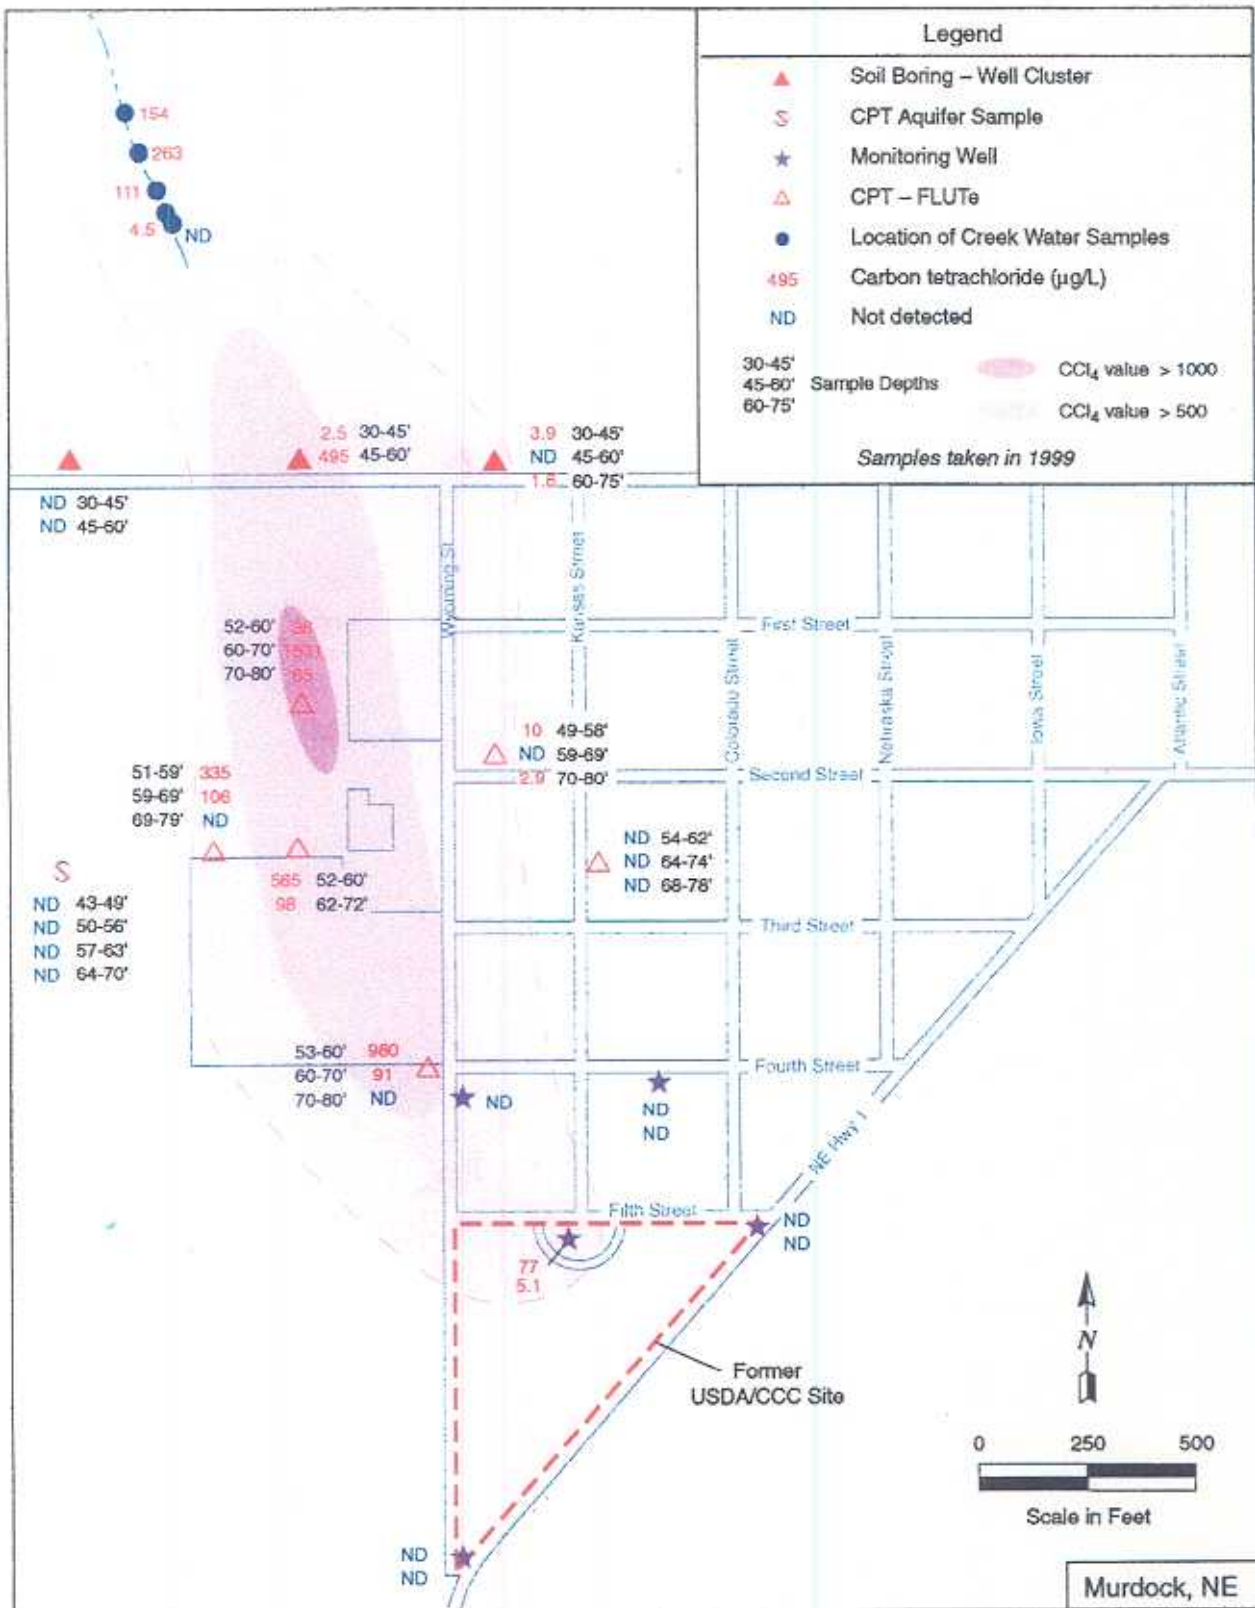 Legend
Soil Boring – Well Cluster
S CPT Aquifer Sample
Monitoring Well
CPT – FLUTe
Location of Creek Water Samples
495 Carbon tetrachloride (µg/L)
ND Not detected
30-45'
45-60' Sample Depths
60-75'
CCl₄ value > 1000
CCl₄ value > 500
Samples taken in 1999
154
263
111
4.5
ND
2.5 30-45'
495 45-60'
3.9 30-45'
ND 45-60'
1.6 60-75'
ND 30-45'
ND 45-60'
Wyoming St.
Kansas Street
Colorado Street
Nebraska Street
Iowa Street
Atlantic Street
First Street
52-60'
60-70'
70-80' 65
10 49-58'
ND 59-69'
2.9 70-80'
Second Street
51-59' 335
59-69' 106
69-79' ND
ND 54-62'
ND 64-74'
ND 68-78'
S
ND 43-49'
ND 50-56'
ND 57-63'
ND 64-70'
565 52-60'
98 62-72'
Third Street
53-60' 980
60-70' 91
70-80' ND
Fourth Street
ND
ND
ND
NE Hwy 1
Fifth Street
ND
ND
77
5.1
Former
USDA/CCC Site
N
0 250 500
Scale in Feet
ND
ND
Murdock, NE